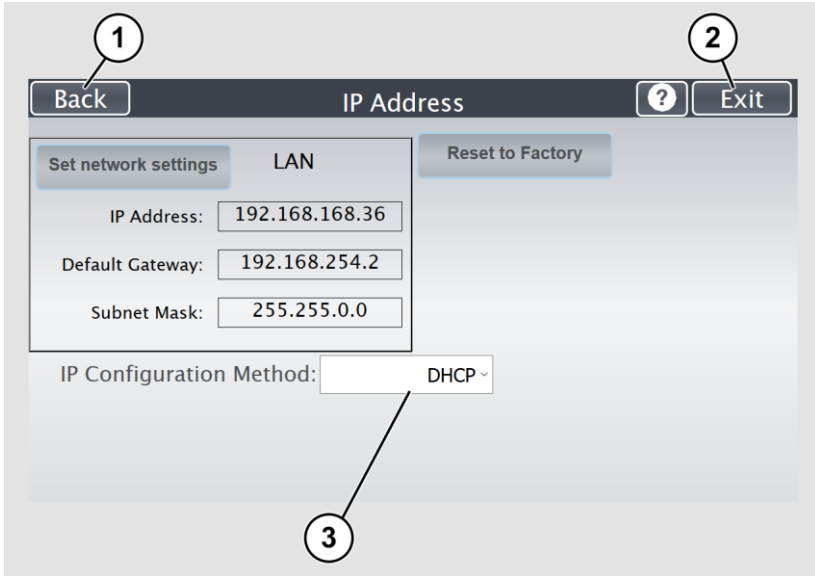 1
2
Back
IP Address
?
Exit
Set network settings
LAN
Reset to Factory
IP Address:
192.168.168.36
Default Gateway:
192.168.254.2
Subnet Mask:
255.255.0.0
IP Configuration Method:
DHCP
3